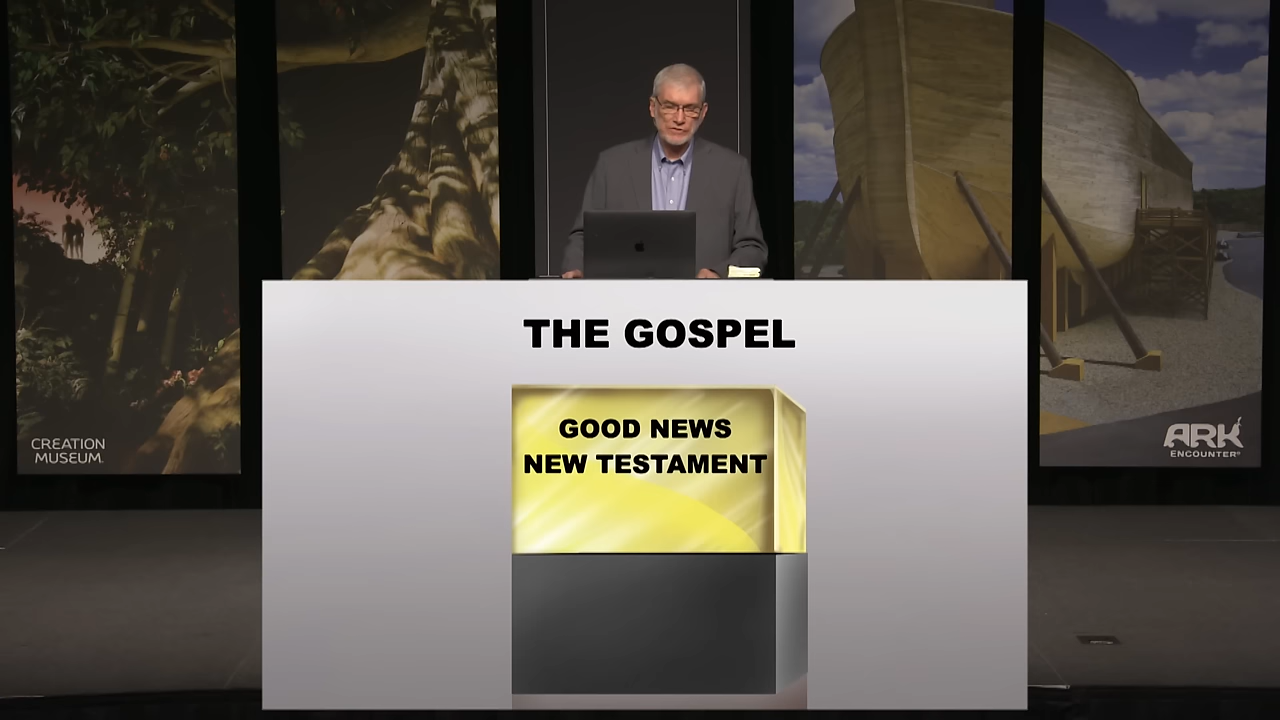 THE GOSPEL
GOOD NEWS
NEW TESTAMENT
CREATION
MUSEUM
ARK
ENCOUNTER